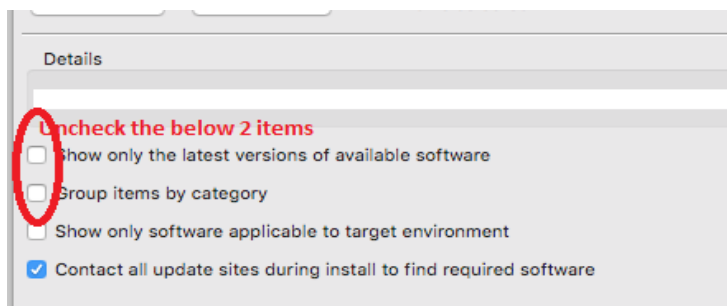 Details
Uncheck the below 2 items
Show only the latest versions of available software
Group items by category
Show only software applicable to target environment
Contact all update sites during install to find required software